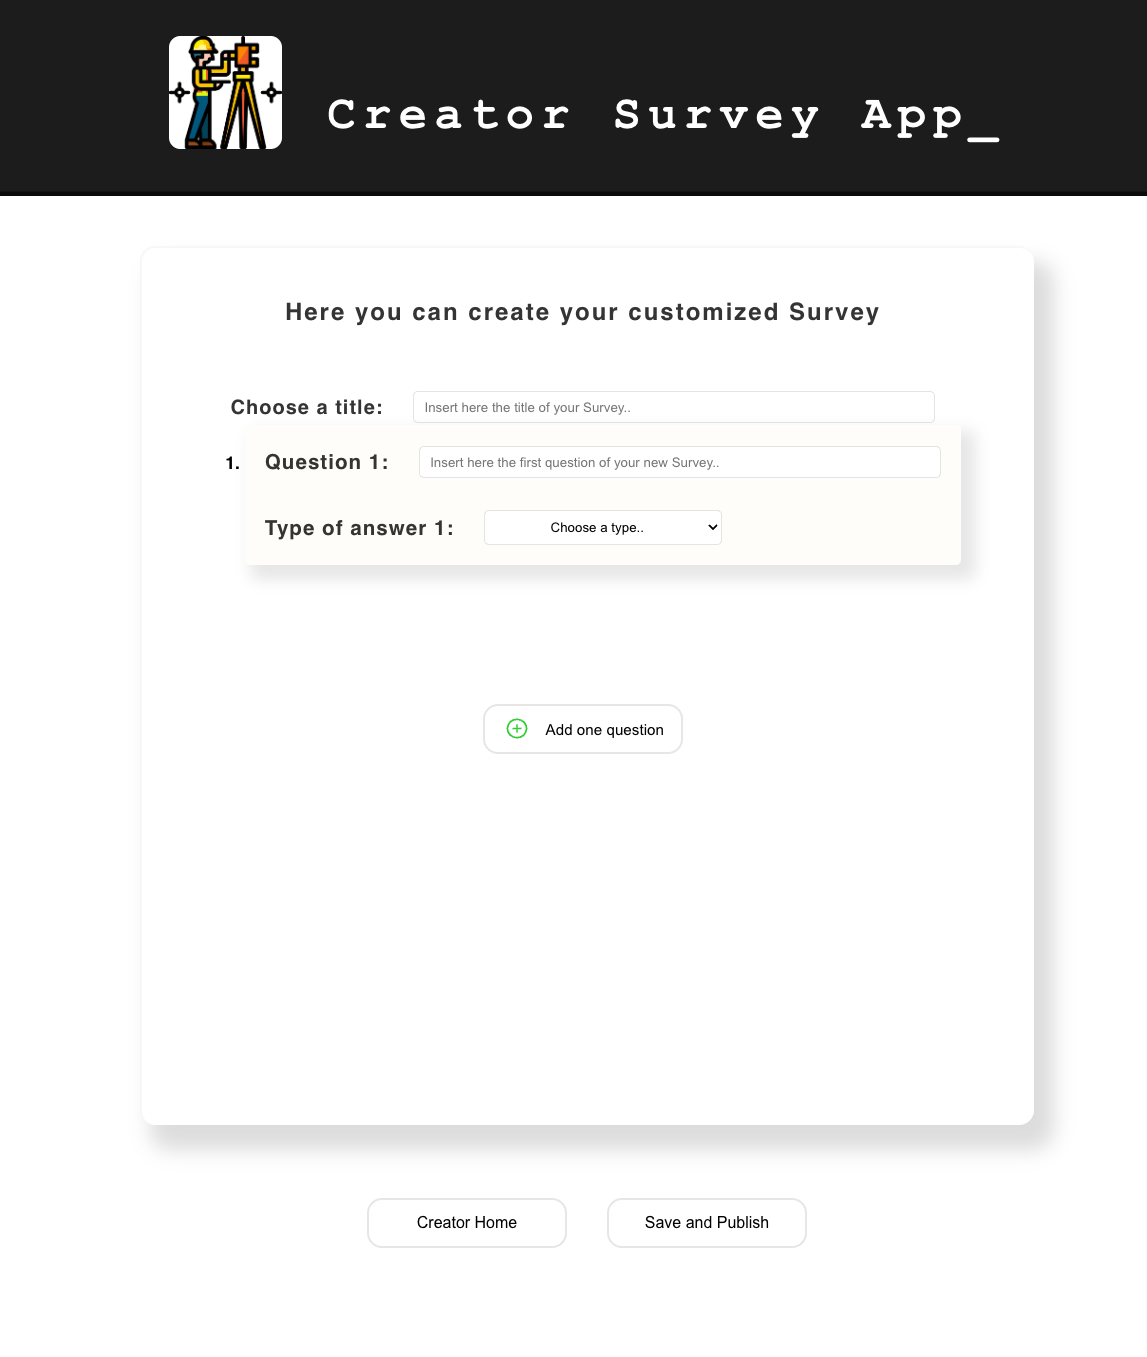 Creator Survey App_
Here you can create your customized Survey
Choose a title: Insert here the title of your Survey..
1. Question 1: Insert here the first question of your new Survey..
Type of answer 1: Choose a type..
Add one question
Creator Home Save and Publish